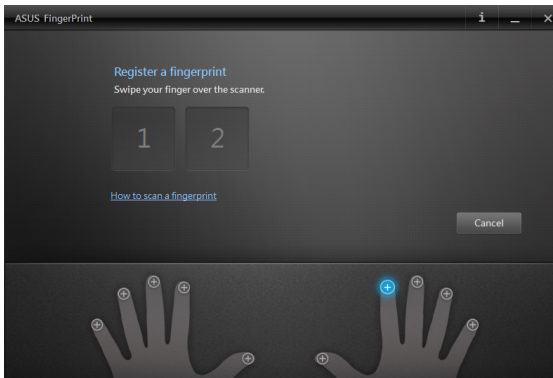 ASUS FingerPrint
Register a fingerprint
Swipe your finger over the scanner.
1 2
How to scan a fingerprint
Cancel